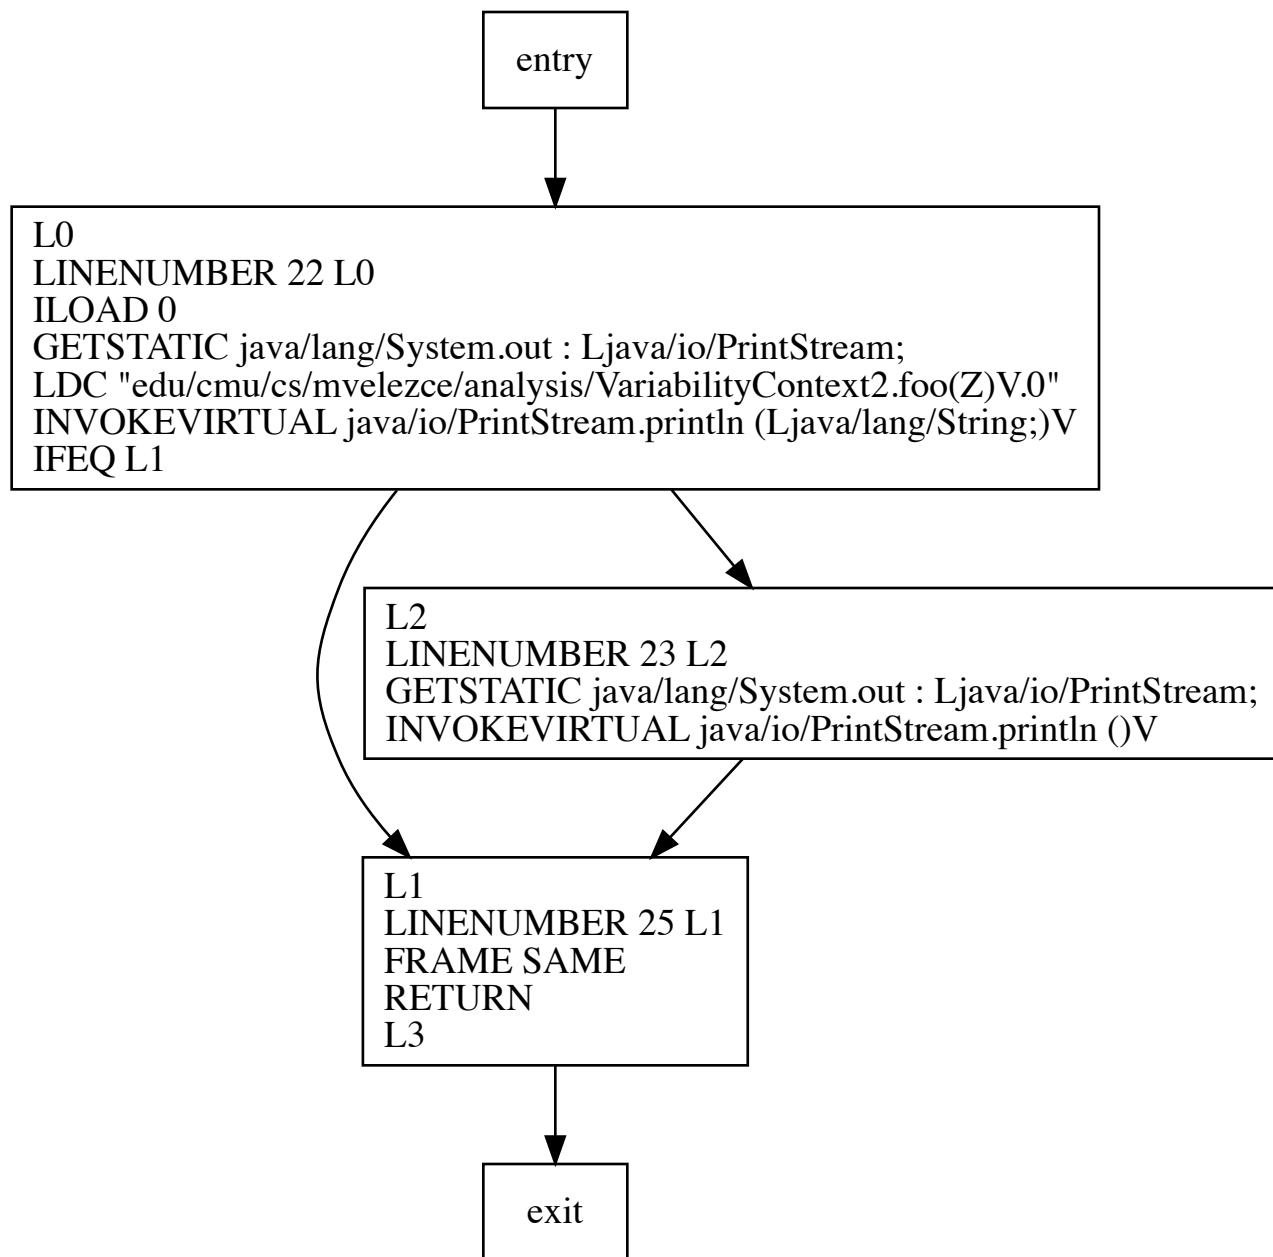 entry
L0
LINENUMBER 22 L0
ILOAD 0
GETSTATIC java/lang/System.out : Ljava/io/PrintStream;
LDC "edu/cmu/cs/mvelezce/analysis/VariabilityContext2.foo(Z)V.0"
INVOKEVIRTUAL java/io/PrintStream.println (Ljava/lang/String;)V
IFEQ L1
L2
LINENUMBER 23 L2
GETSTATIC java/lang/System.out : Ljava/io/PrintStream;
INVOKEVIRTUAL java/io/PrintStream.println ()V
L1
LINENUMBER 25 L1
FRAME SAME
RETURN
L3
exit